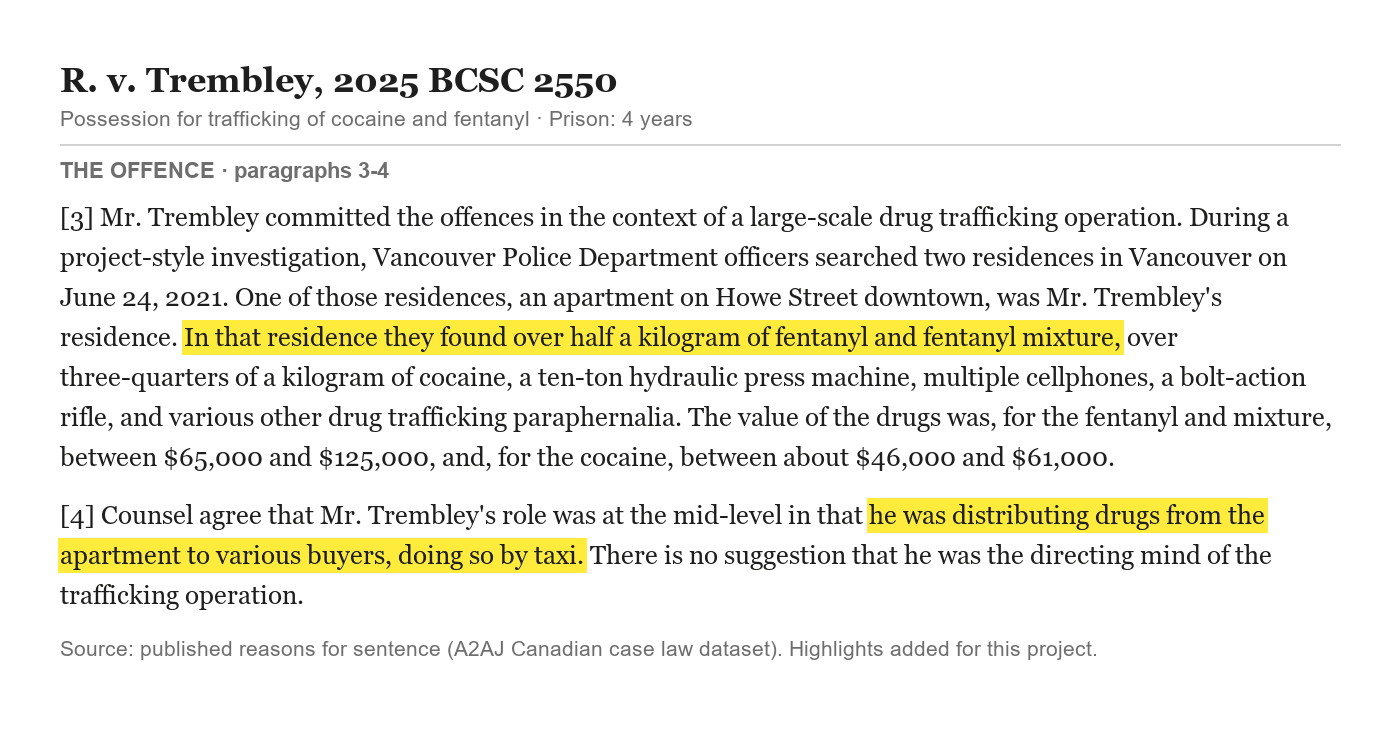 R. v. Trembley, 2025 BCSC 2550
Possession for trafficking of cocaine and fentanyl · Prison: 4 years
THE OFFENCE · paragraphs 3-4
[3] Mr. Trembley committed the offences in the context of a large-scale drug trafficking operation. During a
project-style investigation, Vancouver Police Department officers searched two residences in Vancouver on
June 24, 2021. One of those residences, an apartment on Howe Street downtown, was Mr. Trembley's
residence. In that residence they found over half a kilogram of fentanyl and fentanyl mixture, over
three-quarters of a kilogram of cocaine, a ten-ton hydraulic press machine, multiple cellphones, a bolt-action
rifle, and various other drug trafficking paraphernalia. The value of the drugs was, for the fentanyl and mixture,
between $65,000 and $125,000, and, for the cocaine, between about $46,000 and $61,000.
[4] Counsel agree that Mr. Trembley's role was at the mid-level in that he was distributing drugs from the
apartment to various buyers, doing so by taxi. There is no suggestion that he was the directing mind of the
trafficking operation.
Source: published reasons for sentence (A2AJ Canadian case law dataset). Highlights added for this project.